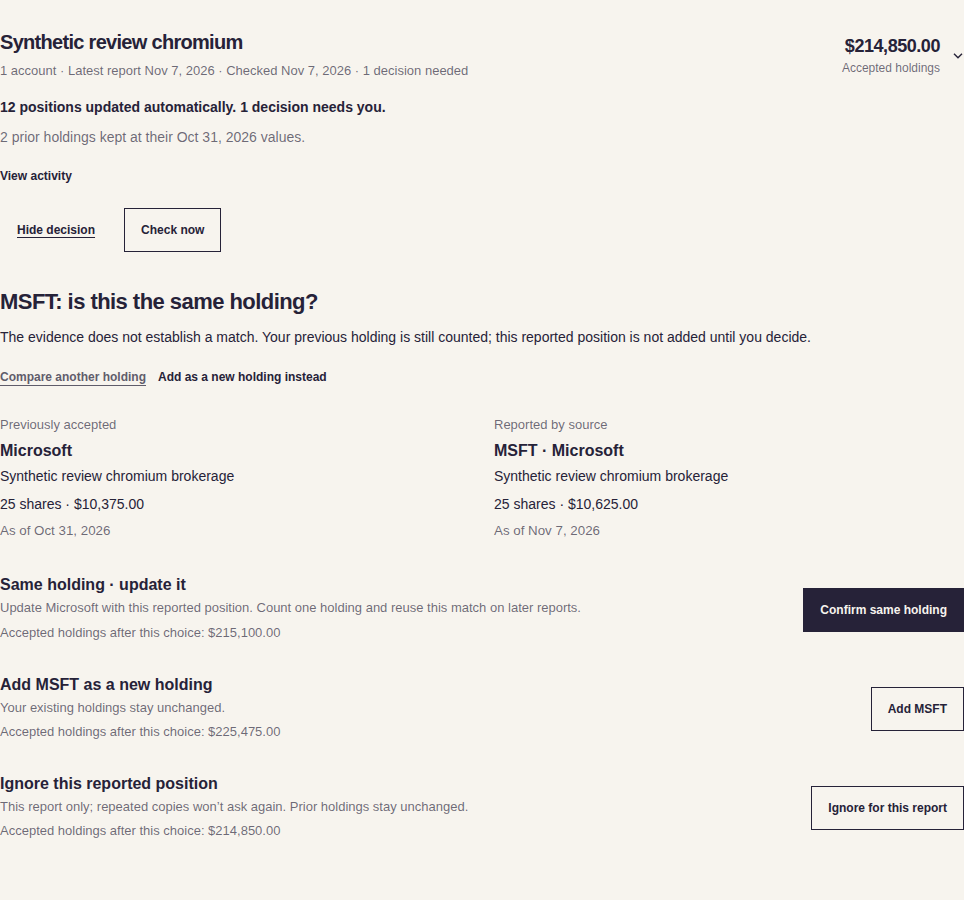 Synthetic review chromium
$214,850.00
1 account · Latest report Nov 7, 2026 · Checked Nov 7, 2026 · 1 decision needed
Accepted holdings
12 positions updated automatically. 1 decision needs you.
2 prior holdings kept at their Oct 31, 2026 values.
View activity
Hide decision
Check now
MSFT: is this the same holding?
The evidence does not establish a match. Your previous holding is still counted; this reported position is not added until you decide.
Compare another holding
Add as a new holding instead
Previously accepted
Microsoft
Synthetic review chromium brokerage
25 shares · $10,375.00
As of Oct 31, 2026
Reported by source
MSFT · Microsoft
Synthetic review chromium brokerage
25 shares · $10,625.00
As of Nov 7, 2026
Same holding · update it
Update Microsoft with this reported position. Count one holding and reuse this match on later reports.
Accepted holdings after this choice: $215,100.00
Confirm same holding
Add MSFT as a new holding
Your existing holdings stay unchanged.
Accepted holdings after this choice: $225,475.00
Add MSFT
Ignore this reported position
This report only; repeated copies won’t ask again. Prior holdings stay unchanged.
Accepted holdings after this choice: $214,850.00
Ignore for this report